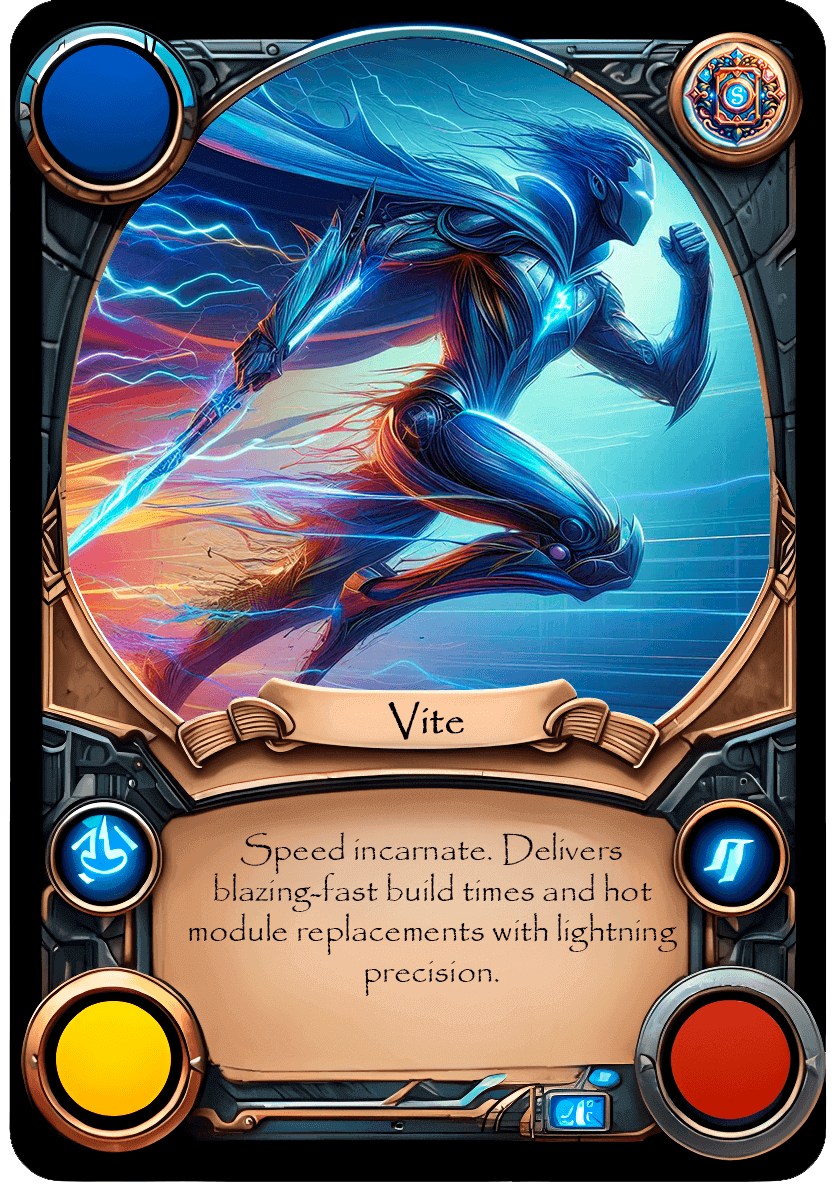 S
Vite
Speed incarnate. Delivers
blazing-fast build times and hot
module replacements with lightning
precision.